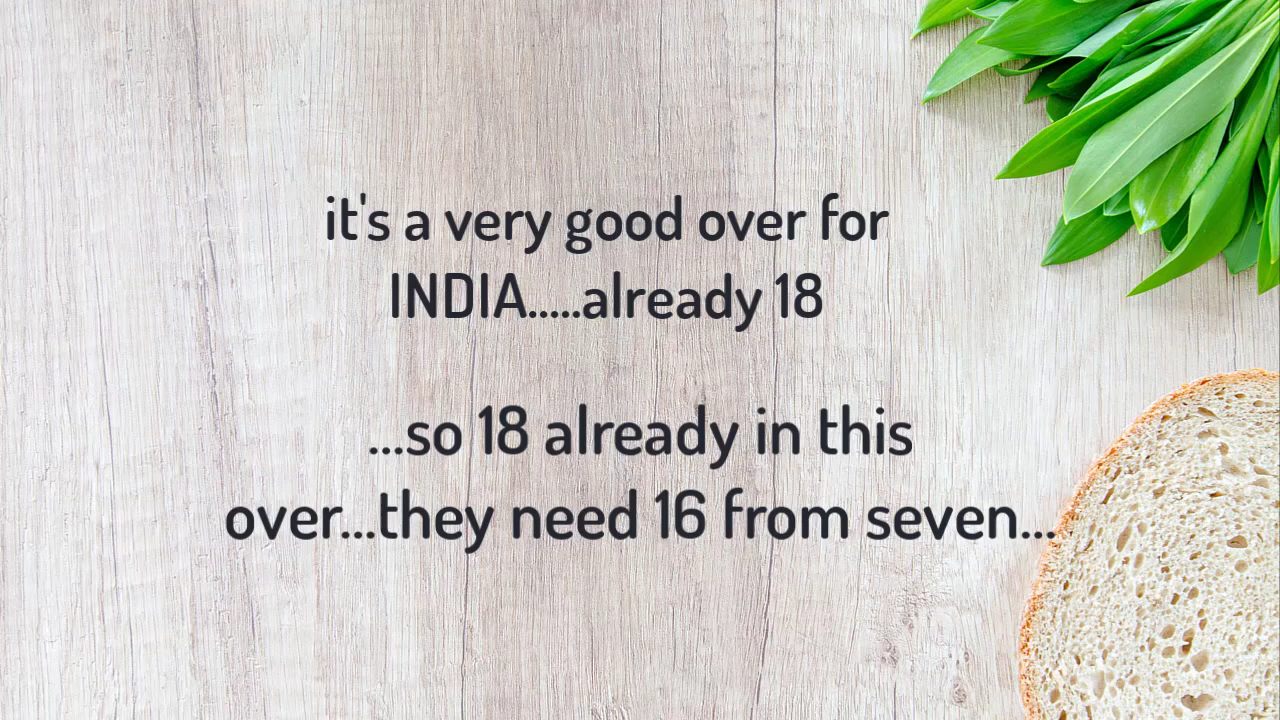 it's a very good over for
INDIA.....already 18
...so 18 already in this
over...they need 16 from seven...